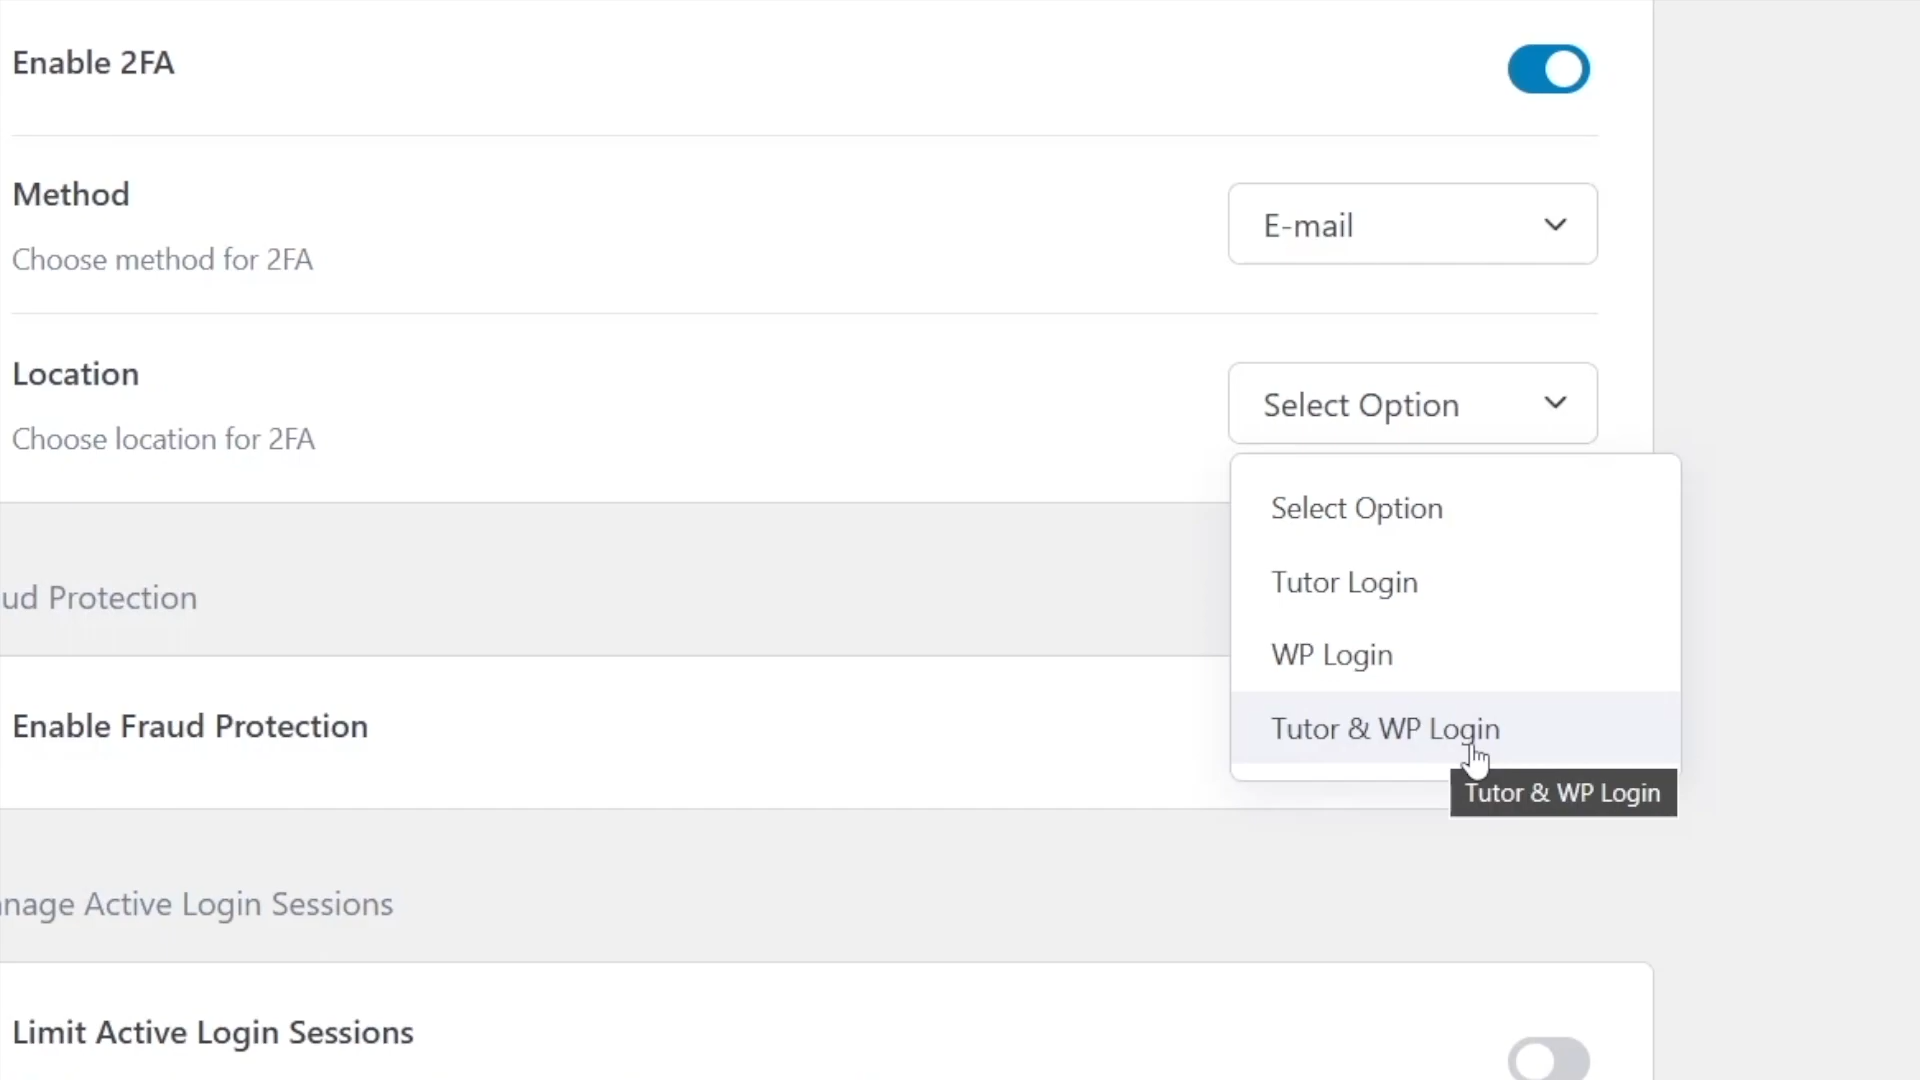 Enable 2FA
Method
E-mail
Choose method for 2FA
Location
Select Option
Choose location for 2FA
Select Option
Tutor Login
ud Protection
WP Login
Enable Fraud Protection
Tutor & WP Login
Tutor & WP Login
nage Active Login Sessions
Limit Active Login Sessions